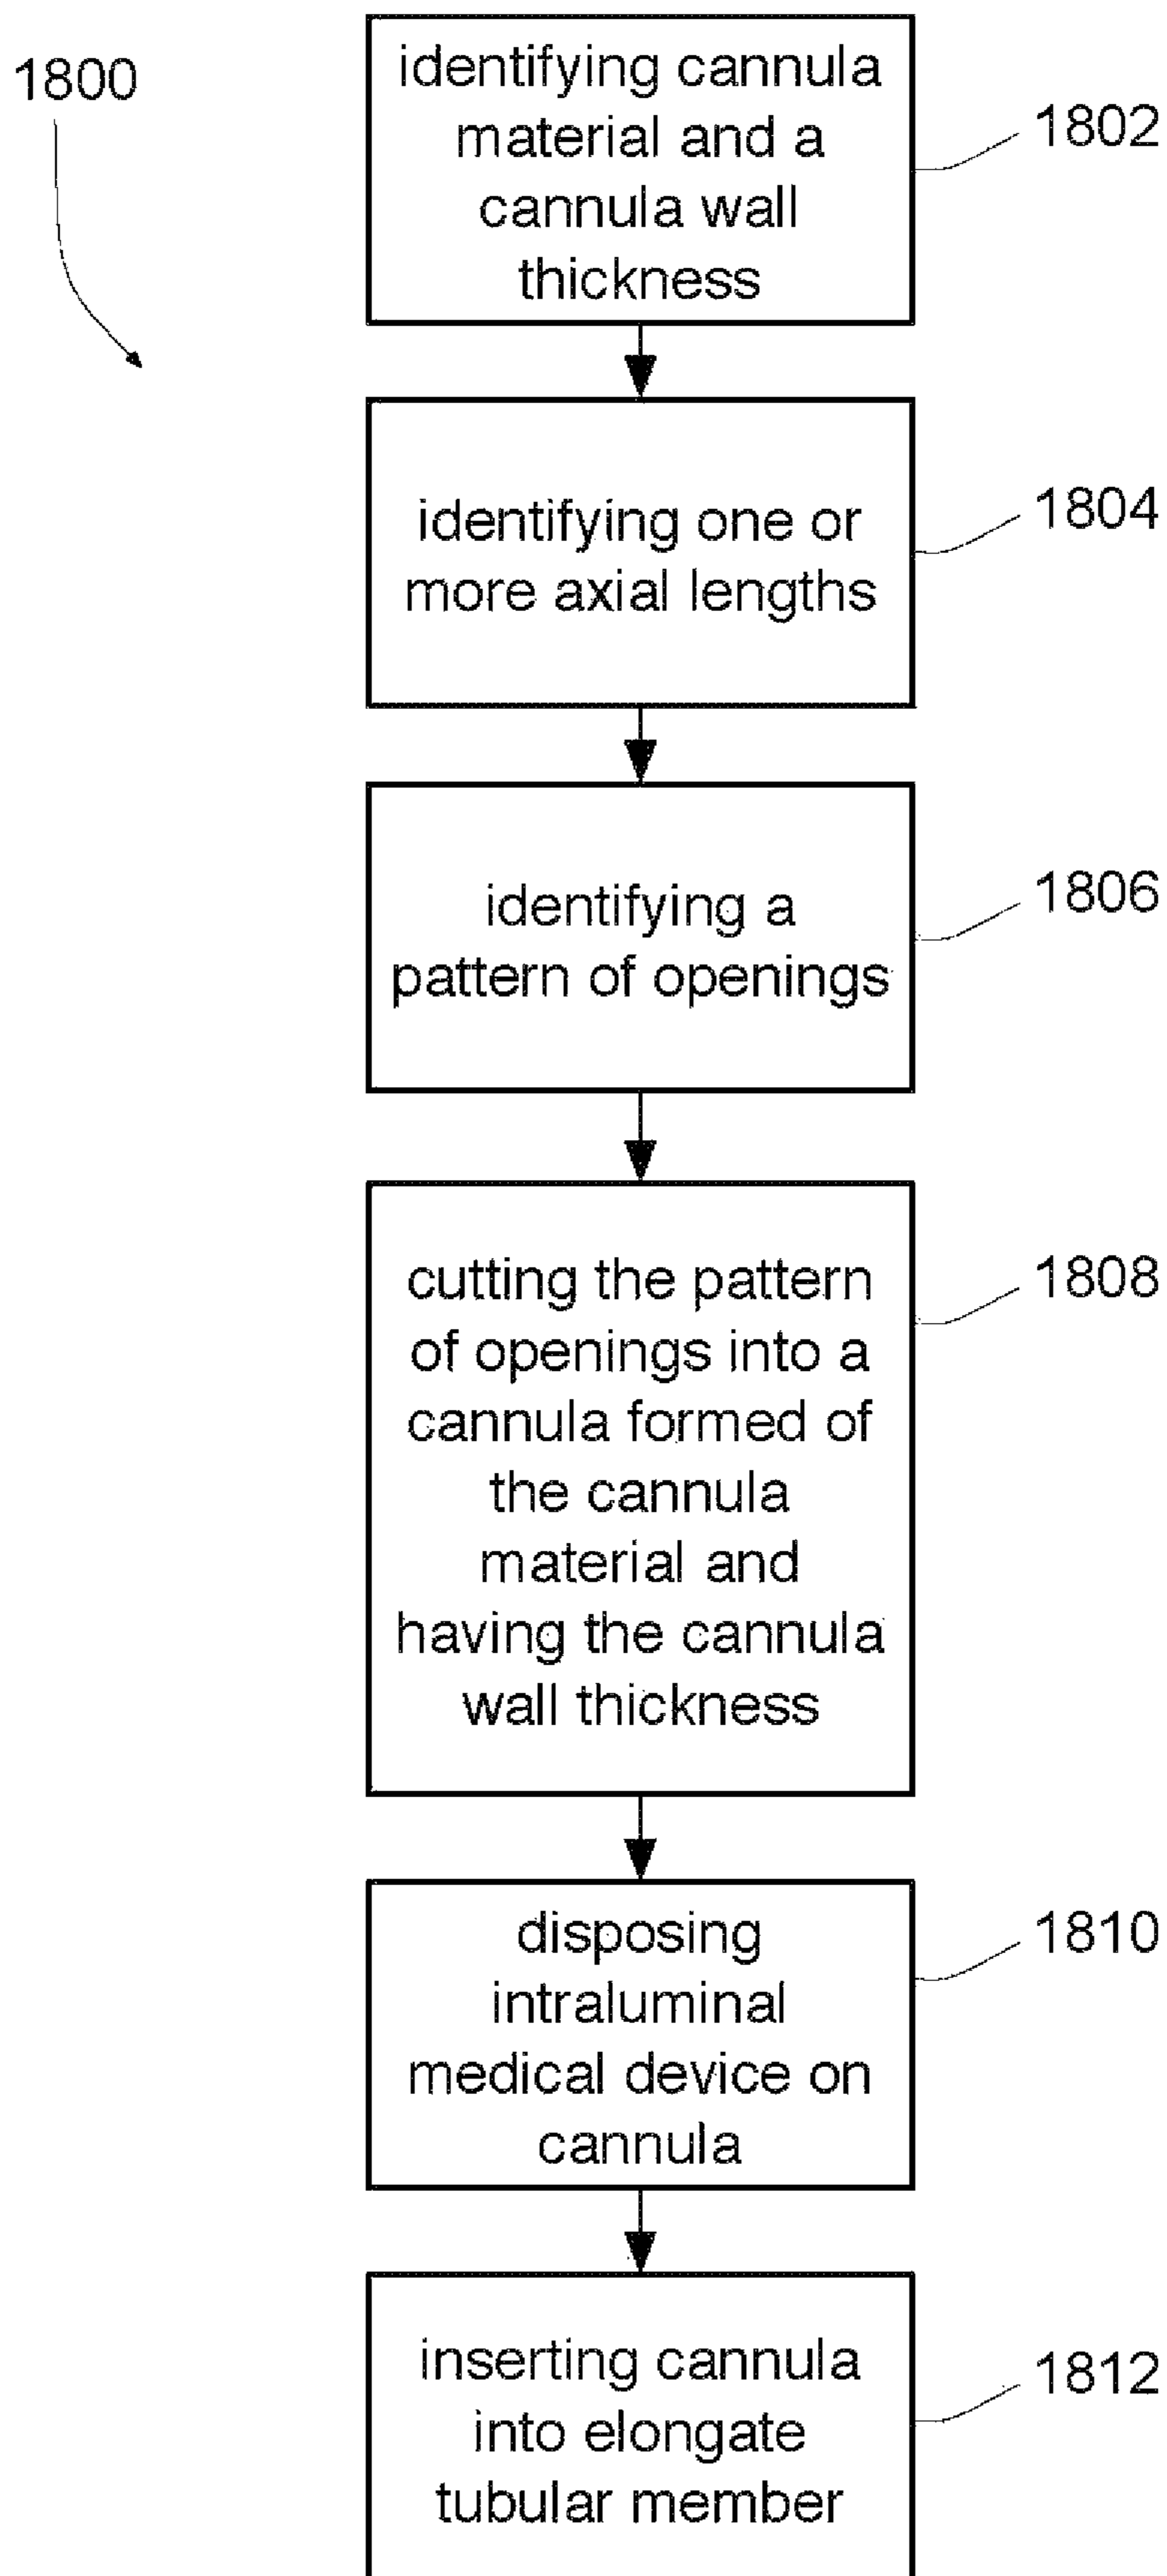 1800
identifying cannula
material and a
cannula wall
thickness
1802
identifying one or
more axial lengths
1804
identifying a
pattern of openings
1806
cutting the pattern
of openings into a
cannula formed of
the cannula
material and
having the cannula
wall thickness
1808
disposing
intraluminal
medical device on
cannula
1810
inserting cannula
into elongate
tubular member
1812